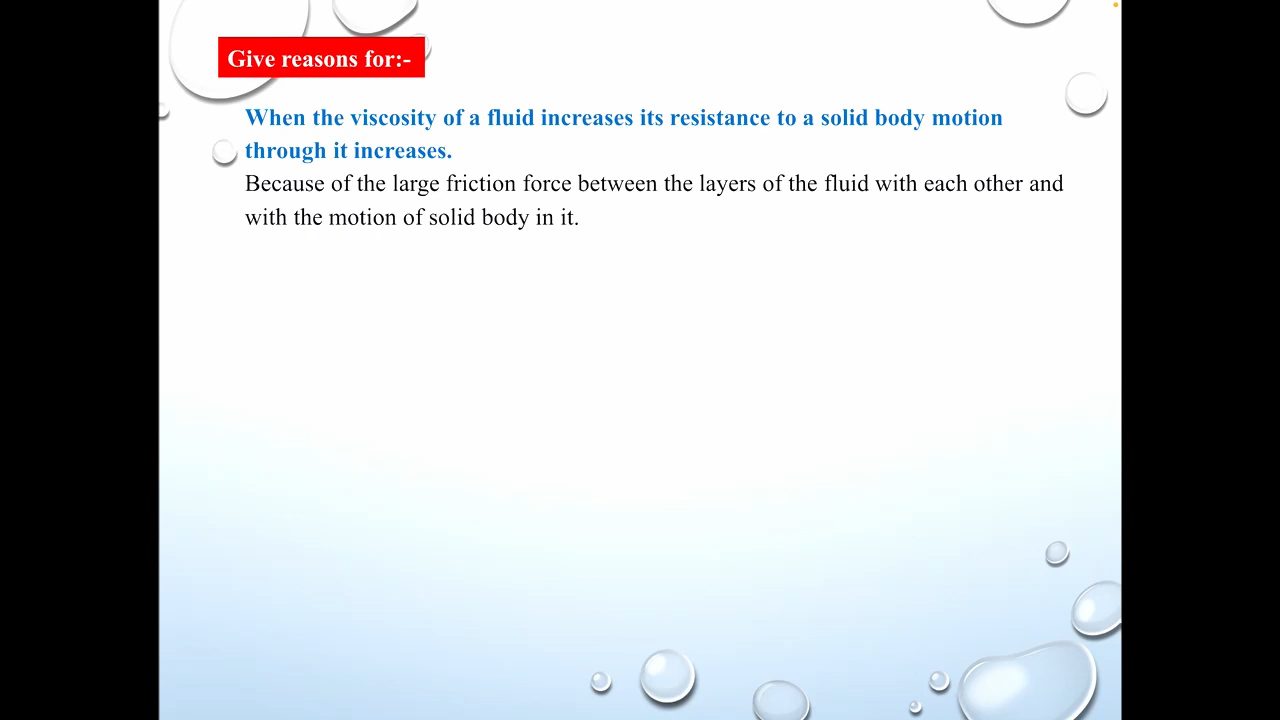 Give reasons for:-
When the viscosity of a fluid increases its resistance to a solid body motion
through it increases.
Because of the large friction force between the layers of the fluid with each other and
with the motion of solid body in it.